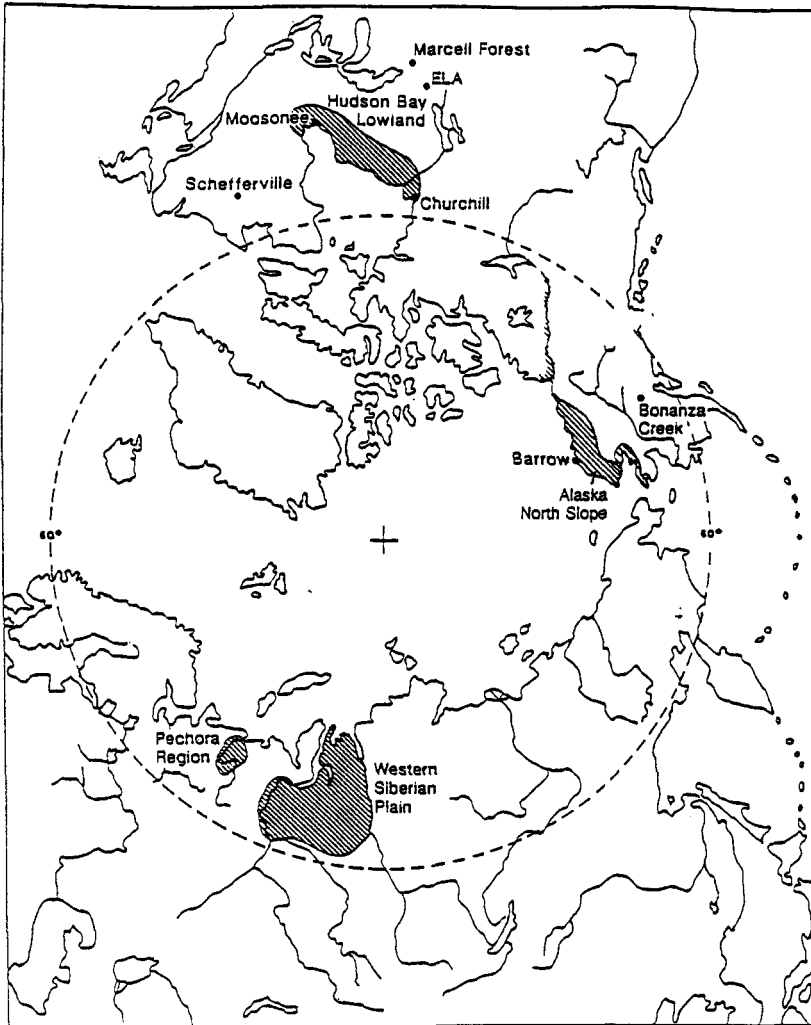 Marcell Forest
ELA
Hudson Bay
Lowland
Moosonee
Schefferville
Churchill
Bonanza
Creek
Barrow
Alaska
North Slope
60°
60°
Pechora
Region
Western
Siberian
Plain